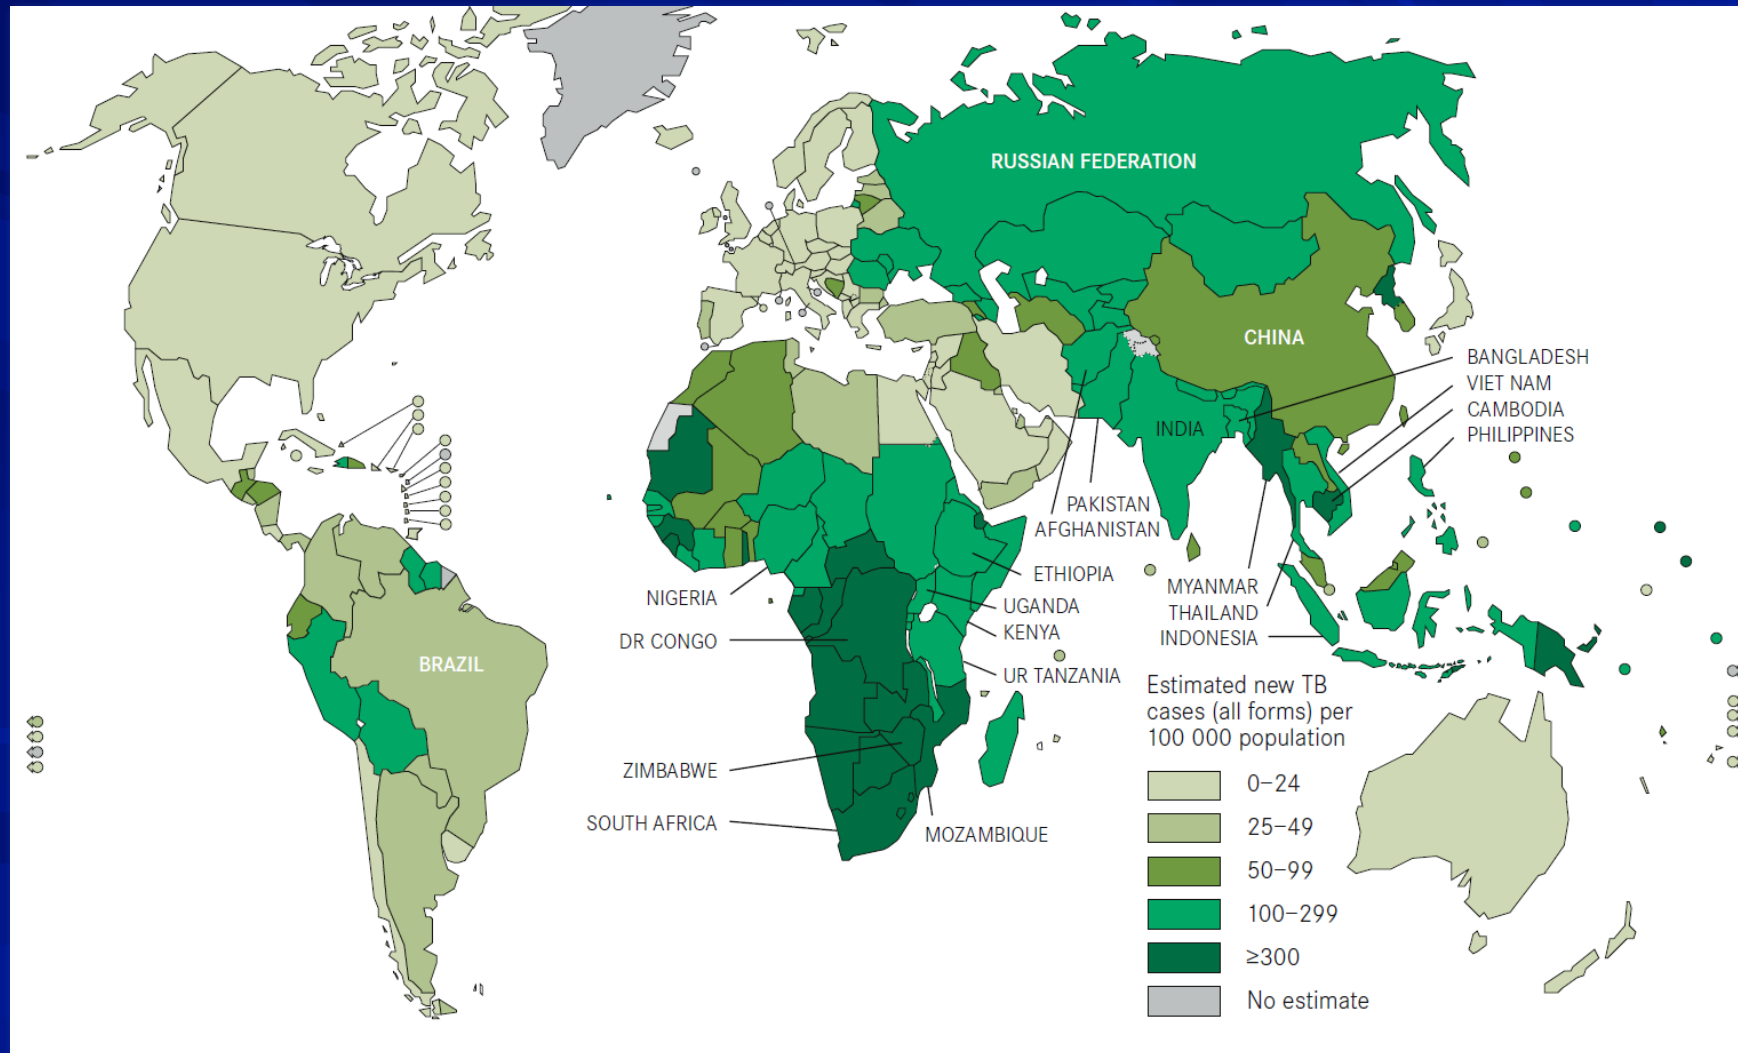 RUSSIAN FEDERATION
CHINA
BANGLADESH
VIET NAM
CAMBODIA
PHILIPPINES
INDIA
PAKISTAN
AFGHANISTAN
ETHIOPIA
NIGERIA
UGANDA
KENYA
MYANMAR
THAILAND
INDONESIA
DR CONGO
BRAZIL
UR TANZANIA
ZIMBABWE
SOUTH AFRICA
MOZAMBIQUE
Estimated new TB
cases (all forms) per
100 000 population
0–24
25–49
50–99
100–299
≥300
No estimate